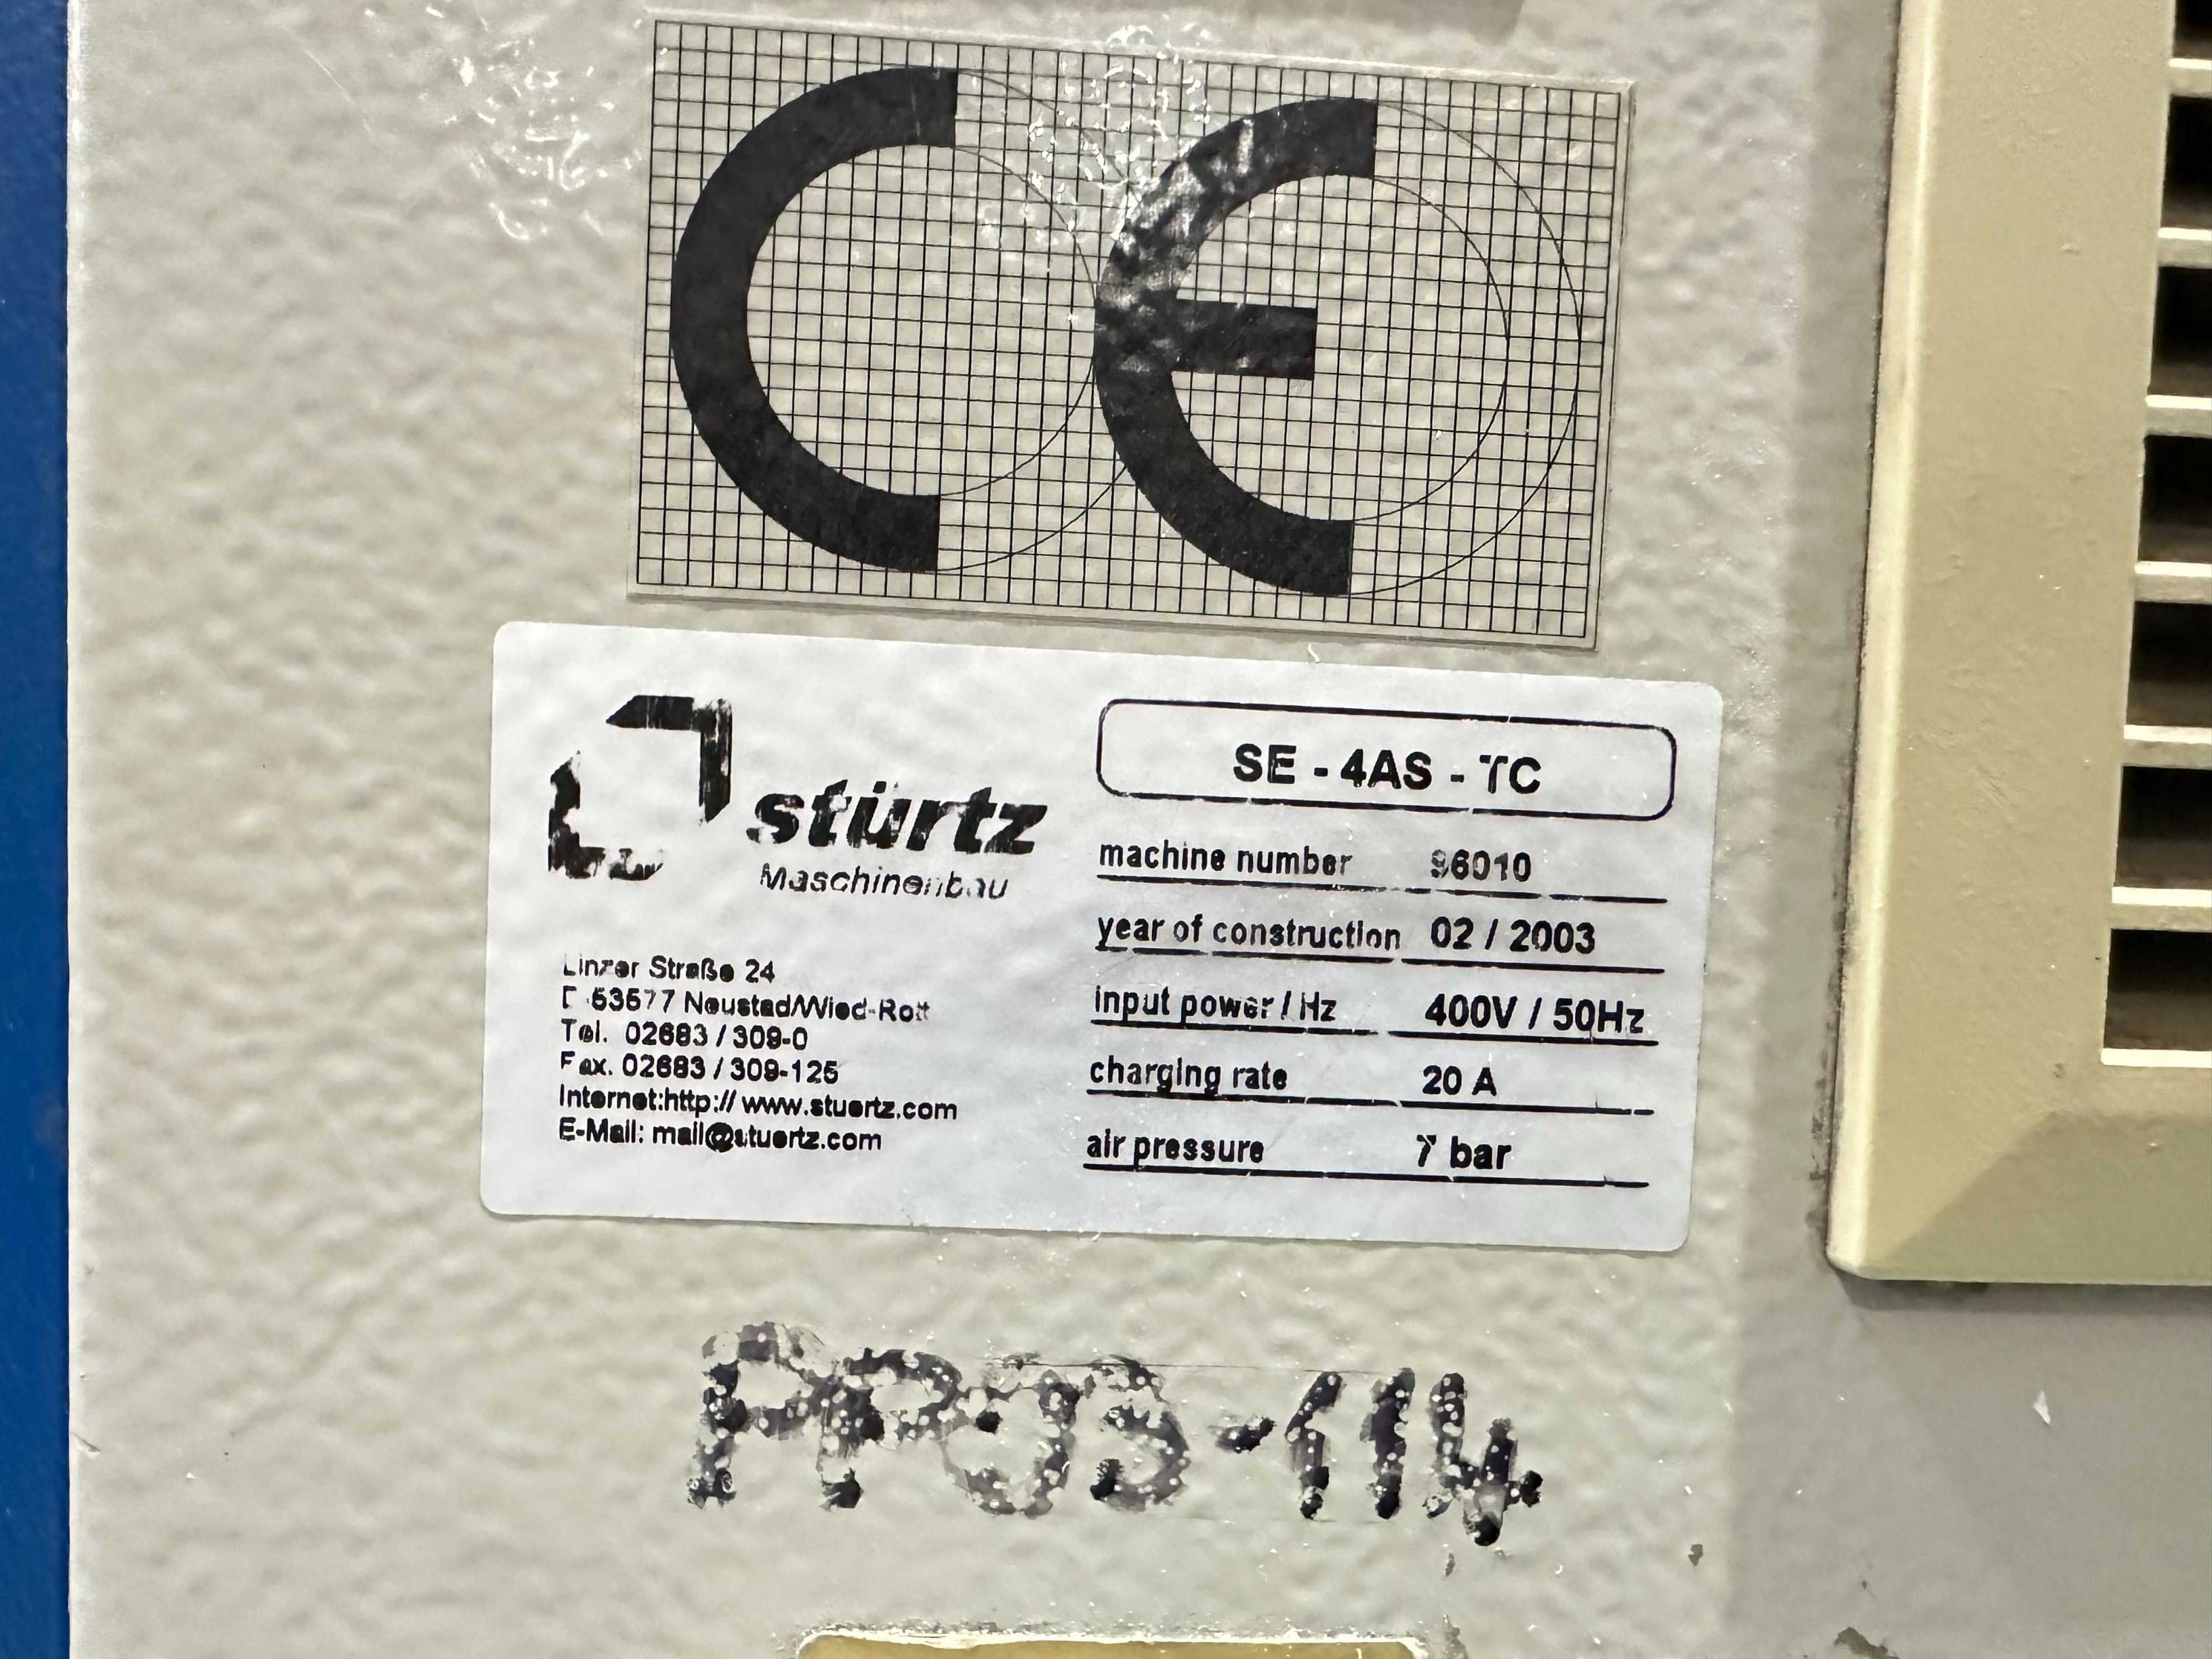 CE
stürtz
Maschinenbau
Linzer Straße 24
D-53577 Neustad/Wied-Rott
Tel. 02683 / 309-0
Fax. 02683 / 309-125
Internet:http:// www.stuertz.com
E-Mail: mail@stuertz.com
SE - 4AS - TC
machine number 96010
year of construction 02 / 2003
input power / Hz 400V / 50Hz
charging rate 20 A
air pressure 7 bar
PP03-114